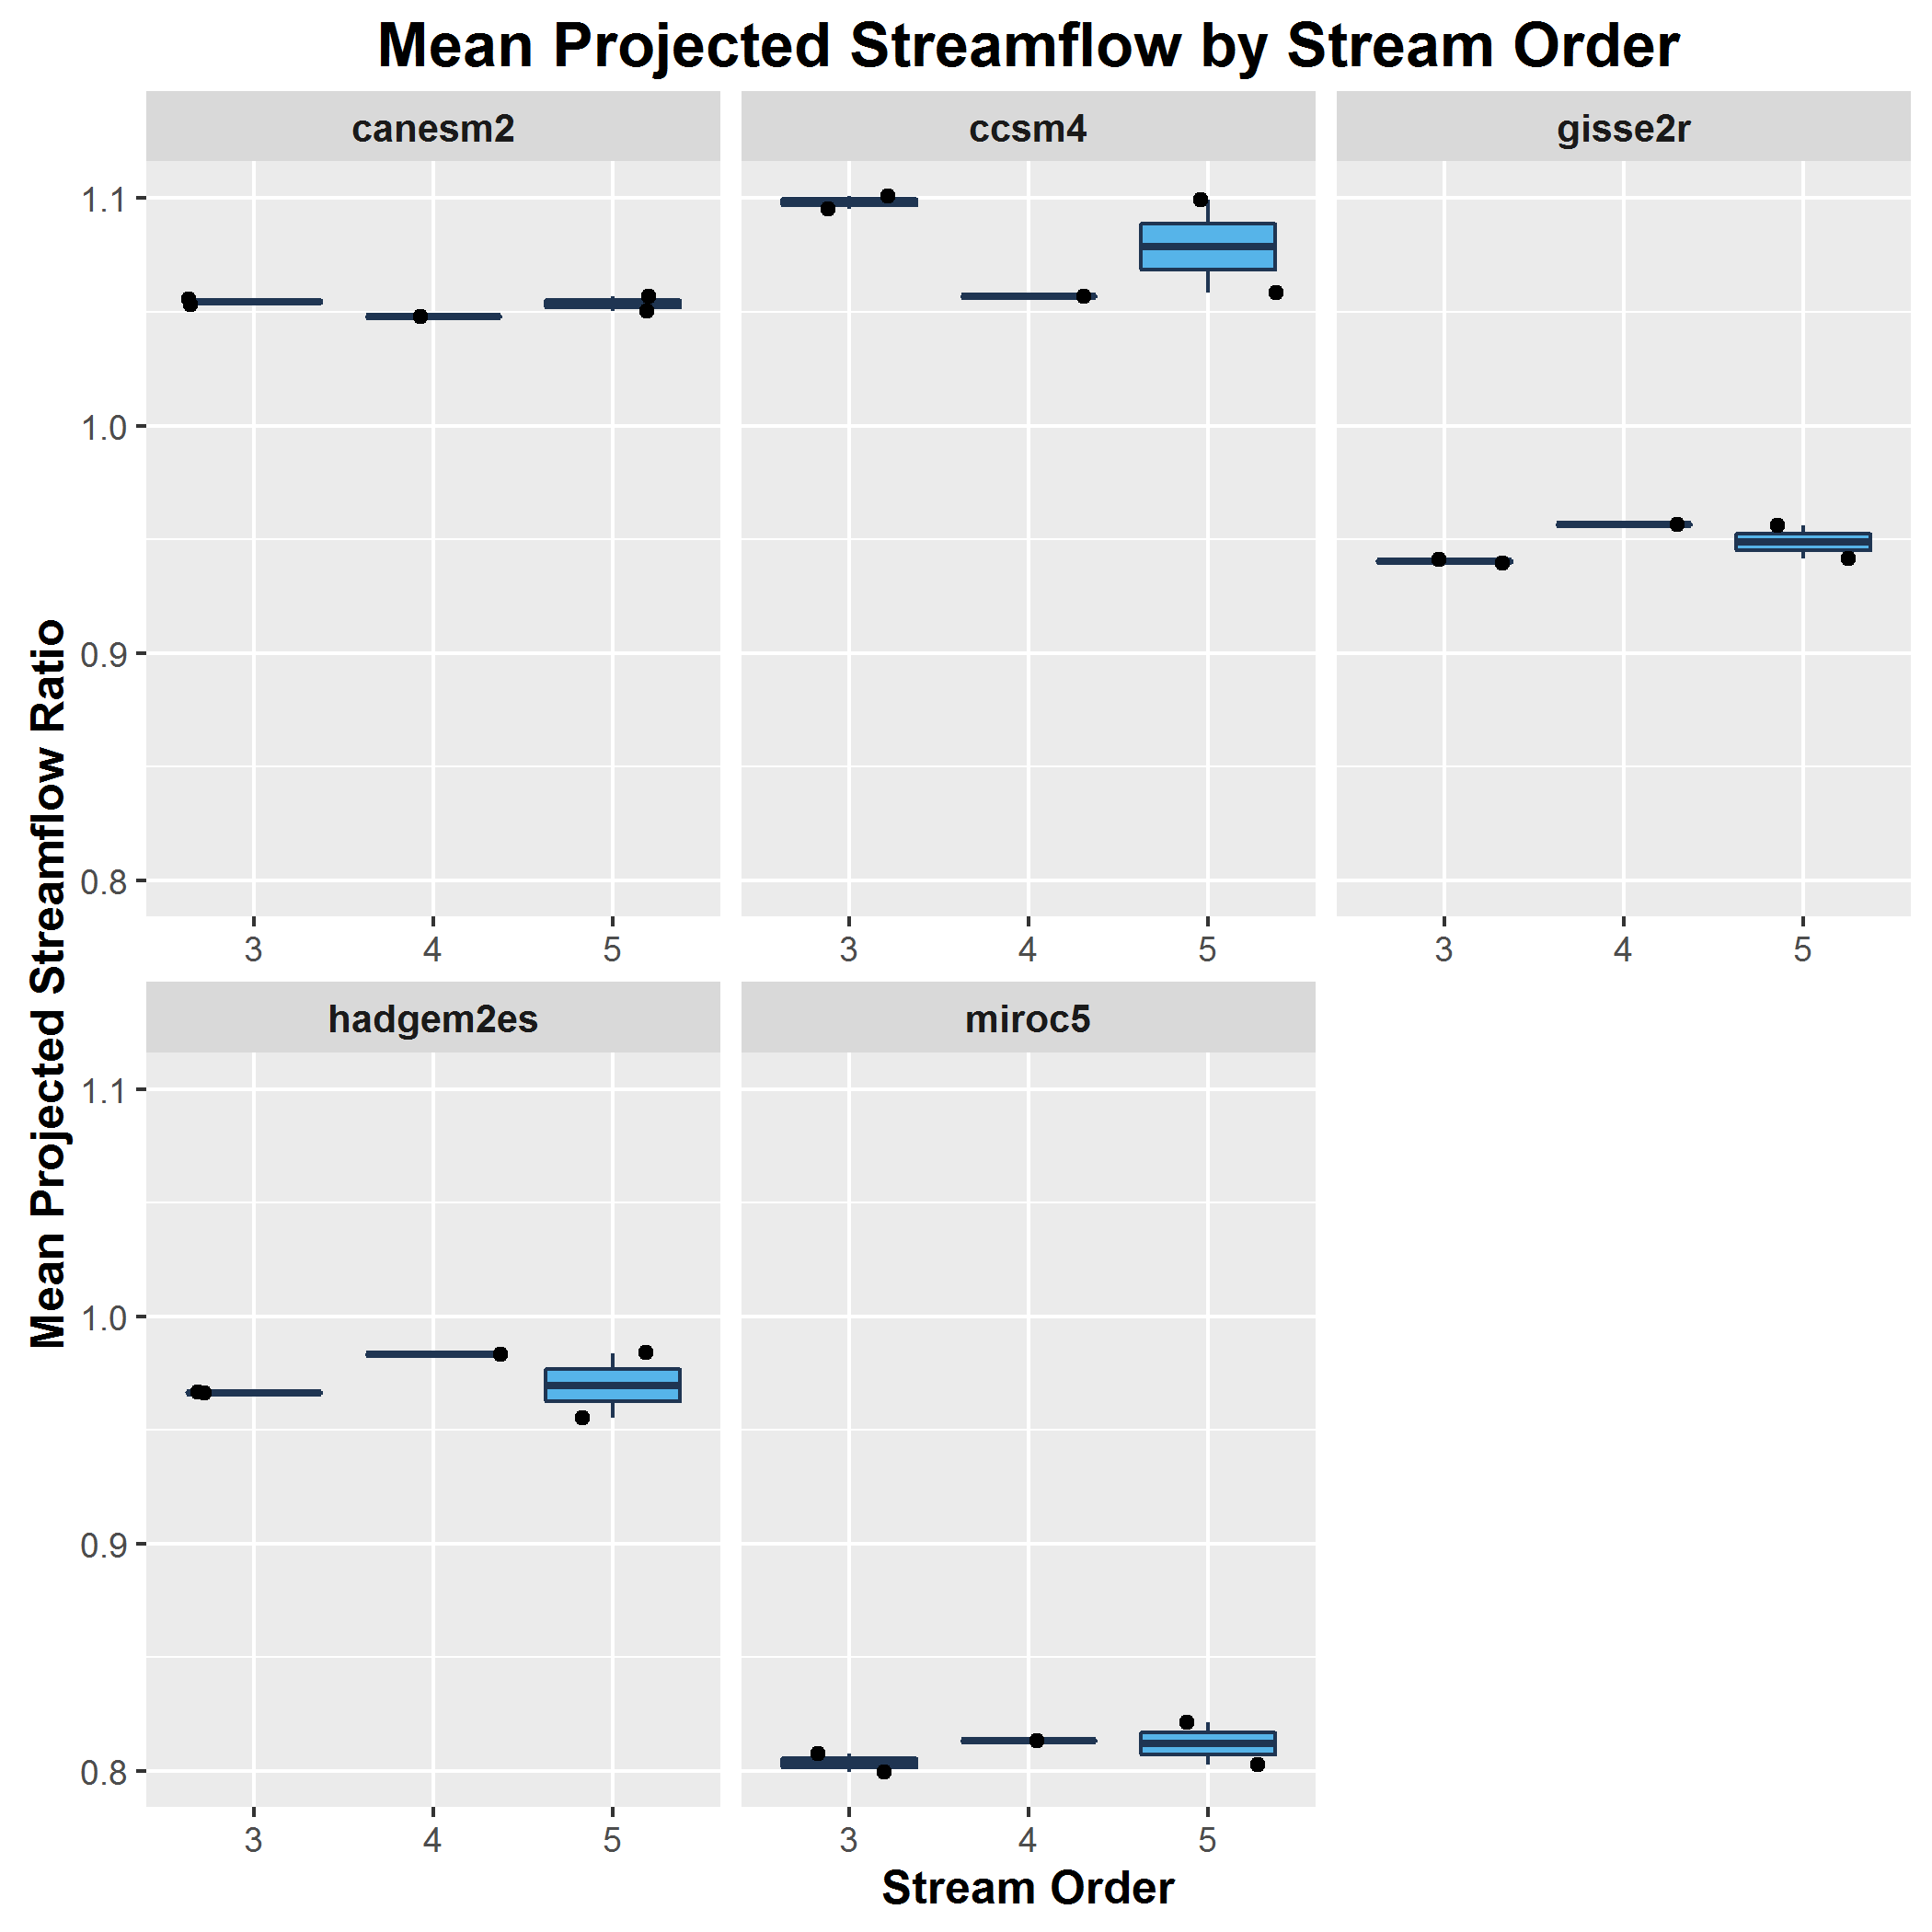 Mean Projected Streamflow by Stream Order
canesm2
ccsm4
gisse2r
Mean Projected Streamflow Ratio
1.1
1.0
0.9
0.8
3 4 5
3 4 5
3 4 5
hadgem2es
miroc5
1.1
1.0
0.9
0.8
3 4 5
3 4 5
Stream Order